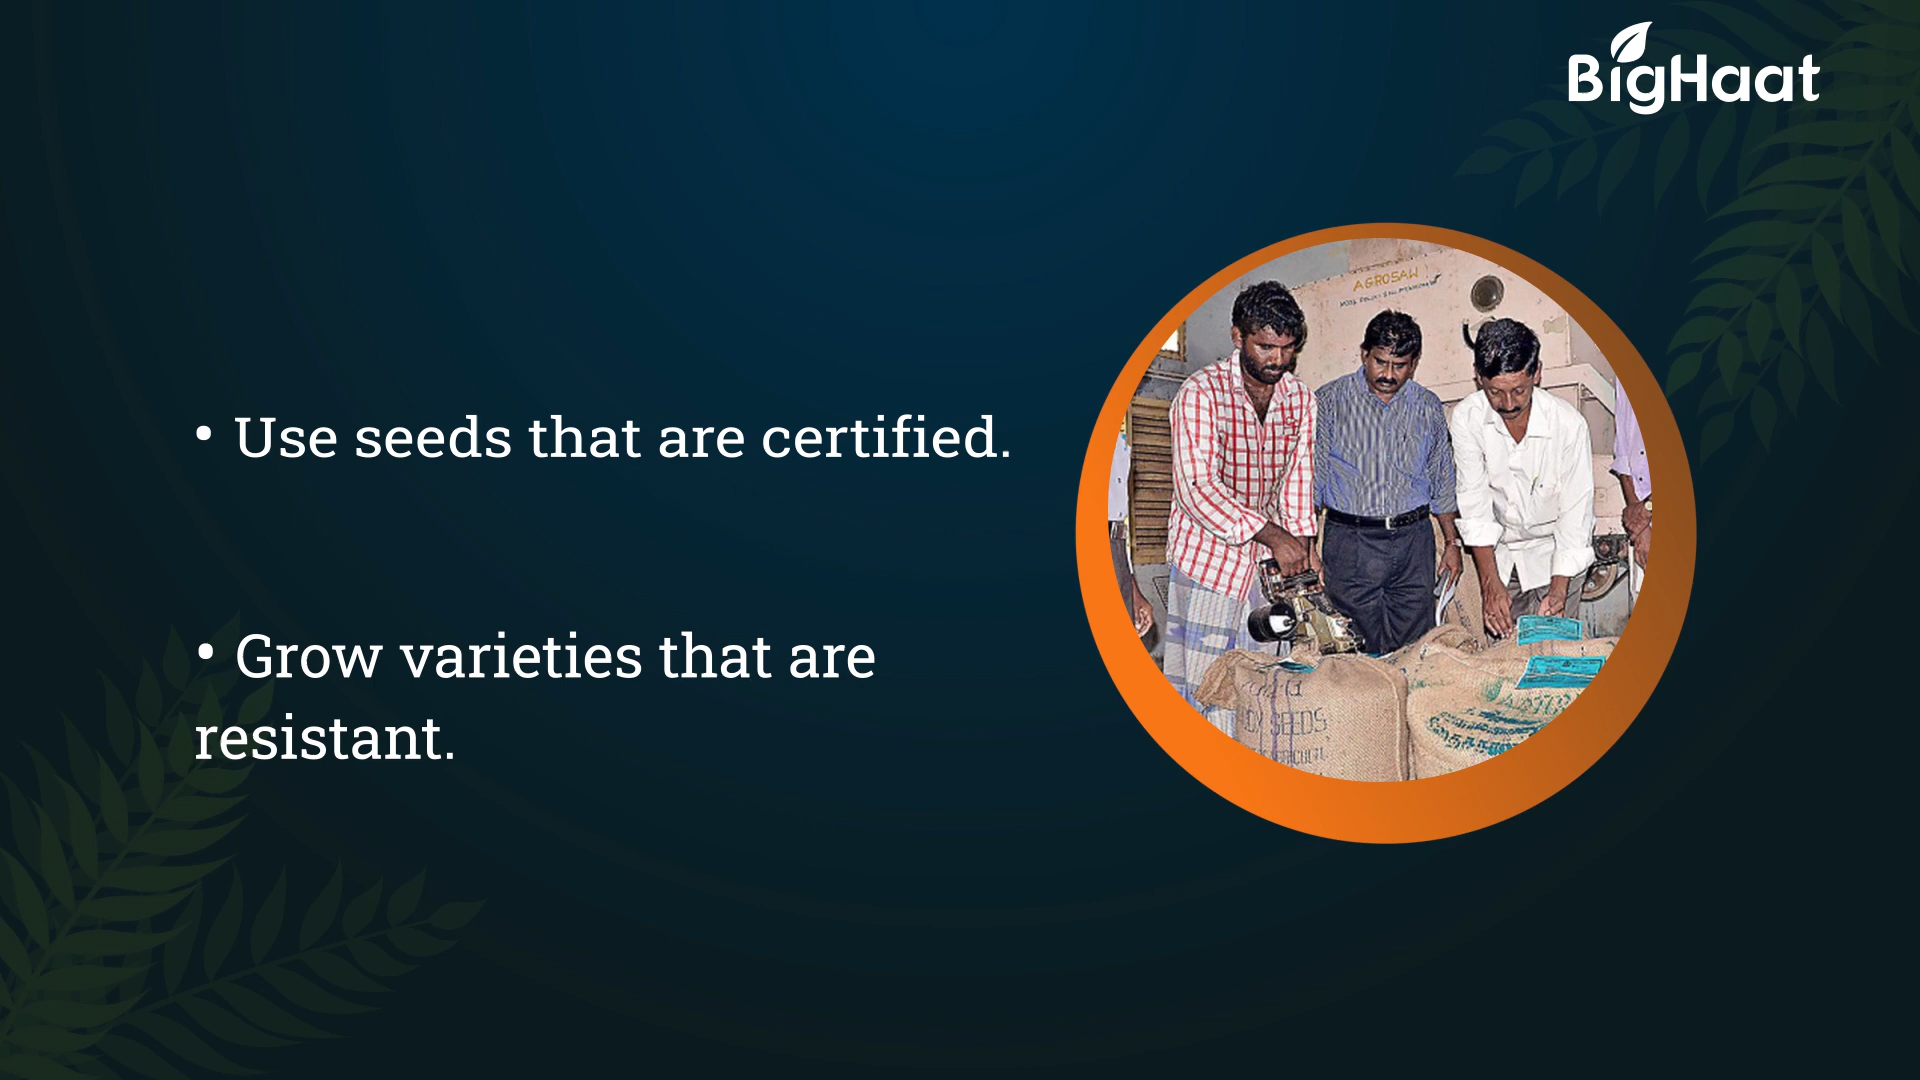 BigHaat
• Use seeds that are certified.
• Grow varieties that are
resistant.
AGROSAW
SEEDS